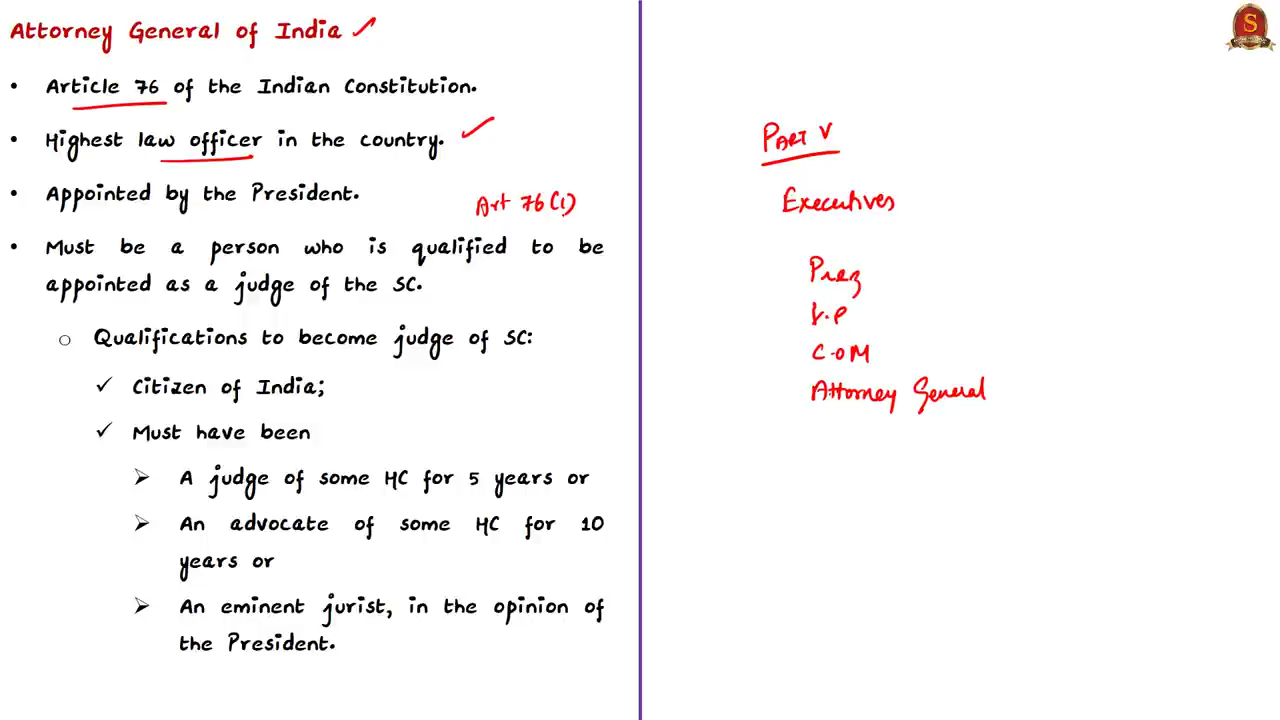 Attorney General of India
• Article 76 of the Indian Constitution.
• Highest law officer in the country.
• Appointed by the President.
Art 76(1)
• Must be a person who is qualified to be
appointed as a judge of the SC.
o Qualifications to become judge of SC:
✓ Citizen of India;
✓ Must have been
➢ A judge of some HC for 5 years or
➢ An advocate of some HC for 10
years or
➢ An eminent jurist, in the opinion of
the President.
PART V
Executives
Prez
V.P
C.O.M
Attorney General
S